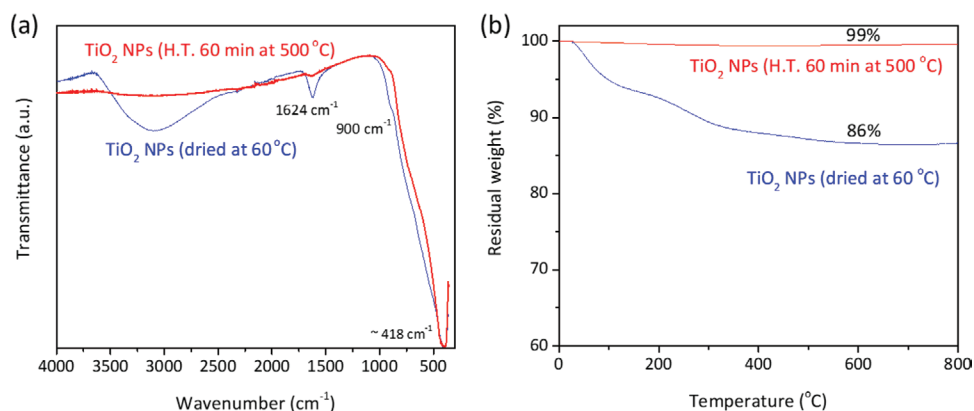 (a)
TiO₂ NPs (H.T. 60 min at 500 °C)
1624 cm⁻¹
900 cm⁻¹
TiO₂ NPs (dried at 60 °C)
~ 418 cm⁻¹
Transmittance (a.u.)
4000 3500 3000 2500 2000 1500 1000 500
Wavenumber (cm⁻¹)
(b)
99%
TiO₂ NPs (H.T. 60 min at 500 °C)
86%
TiO₂ NPs (dried at 60 °C)
Residual weight (%)
100
90
80
70
60
0 200 400 600 800
Temperature (°C)